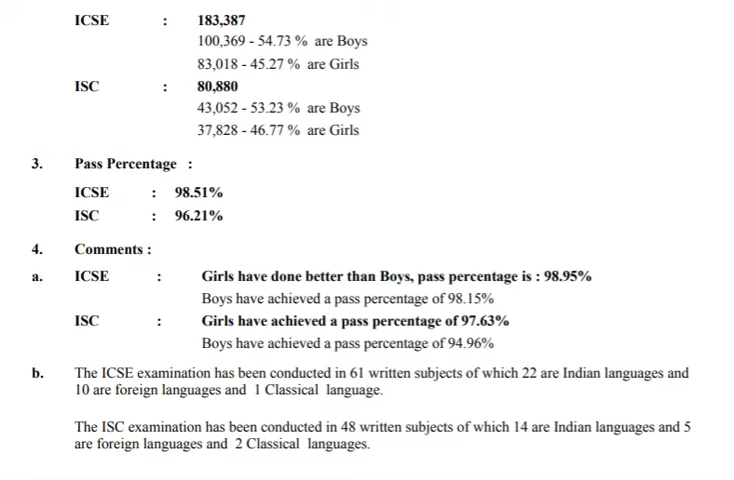 ICSE : 183,387
100,369 - 54.73 % are Boys
83,018 - 45.27 % are Girls
ISC : 80,880
43,052 - 53.23 % are Boys
37,828 - 46.77 % are Girls
3. Pass Percentage :
ICSE : 98.51%
ISC : 96.21%
4. Comments :
a. ICSE : Girls have done better than Boys, pass percentage is : 98.95%
Boys have achieved a pass percentage of 98.15%
ISC : Girls have achieved a pass percentage of 97.63%
Boys have achieved a pass percentage of 94.96%
b. The ICSE examination has been conducted in 61 written subjects of which 22 are Indian languages and
10 are foreign languages and 1 Classical language.
The ISC examination has been conducted in 48 written subjects of which 14 are Indian languages and 5
are foreign languages and 2 Classical languages.